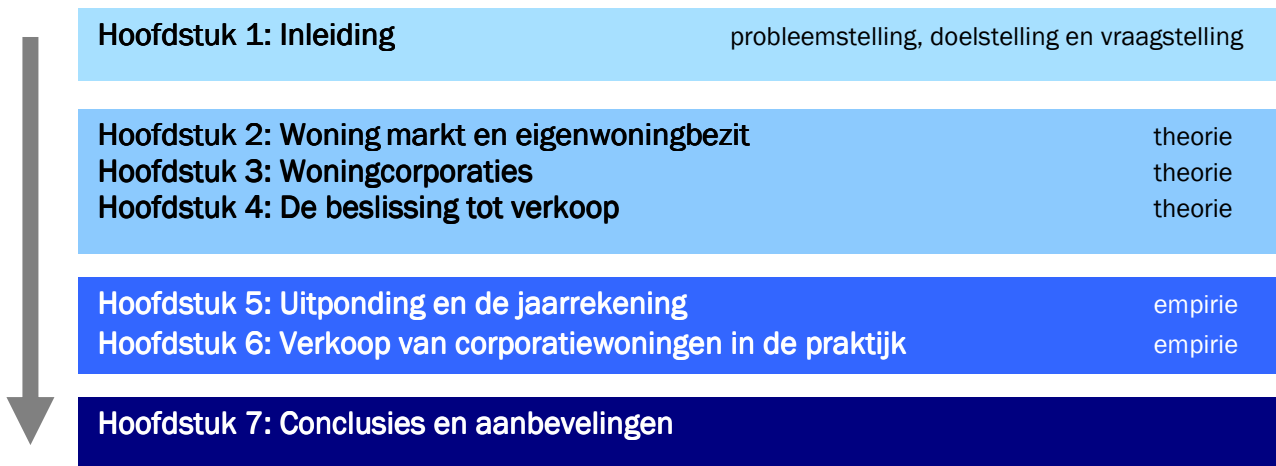 Hoofdstuk 1: Inleiding probleemstelling, doelstelling en vraagstelling
Hoofdstuk 2: Woning markt en eigenwoningbezit theorie
Hoofdstuk 3: Woningcorporaties theorie
Hoofdstuk 4: De beslissing tot verkoop theorie
Hoofdstuk 5: Uitponding en de jaarrekening empirie
Hoofdstuk 6: Verkoop van corporatiewoningen in de praktijk empirie
Hoofdstuk 7: Conclusies en aanbevelingen